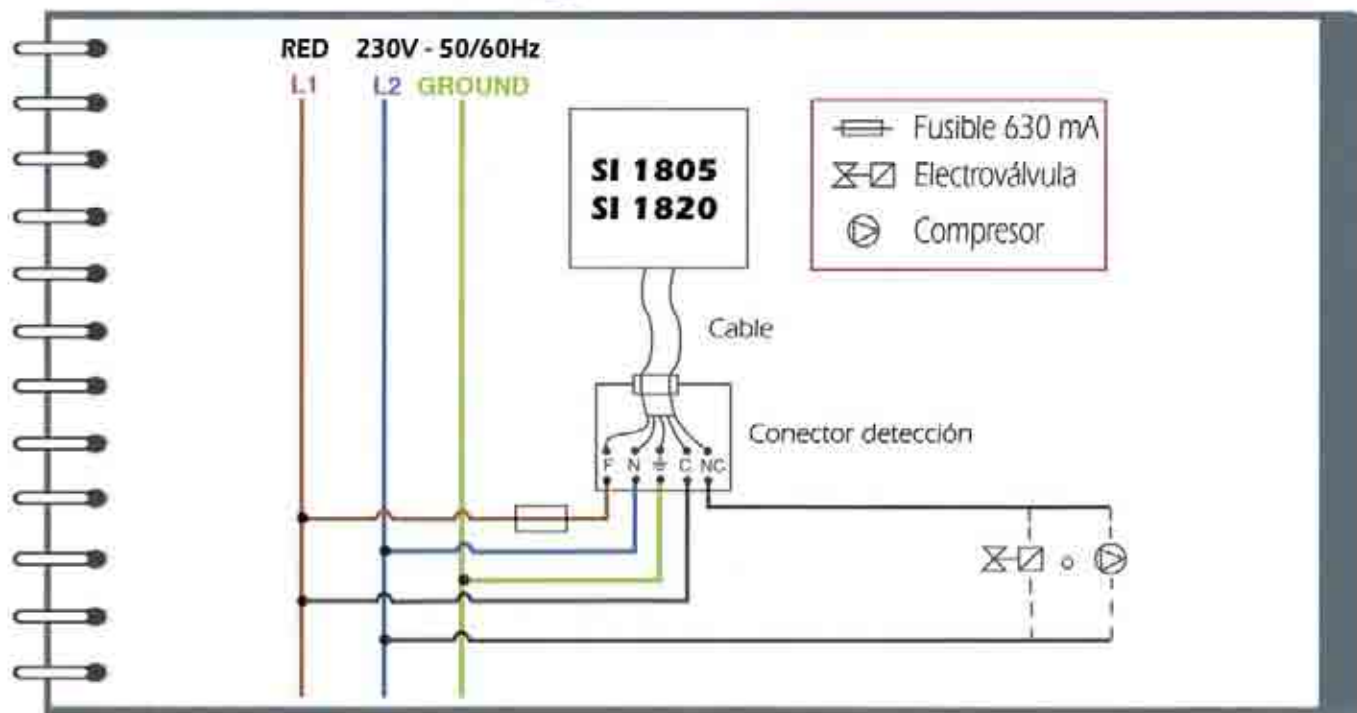 RED 230V - 50/60Hz
L1 L2 GROUND
SI 1805
SI 1820
Fusible 630 mA
Electroválvula
Compresor
Cable
Conector detección
F N C NC
o